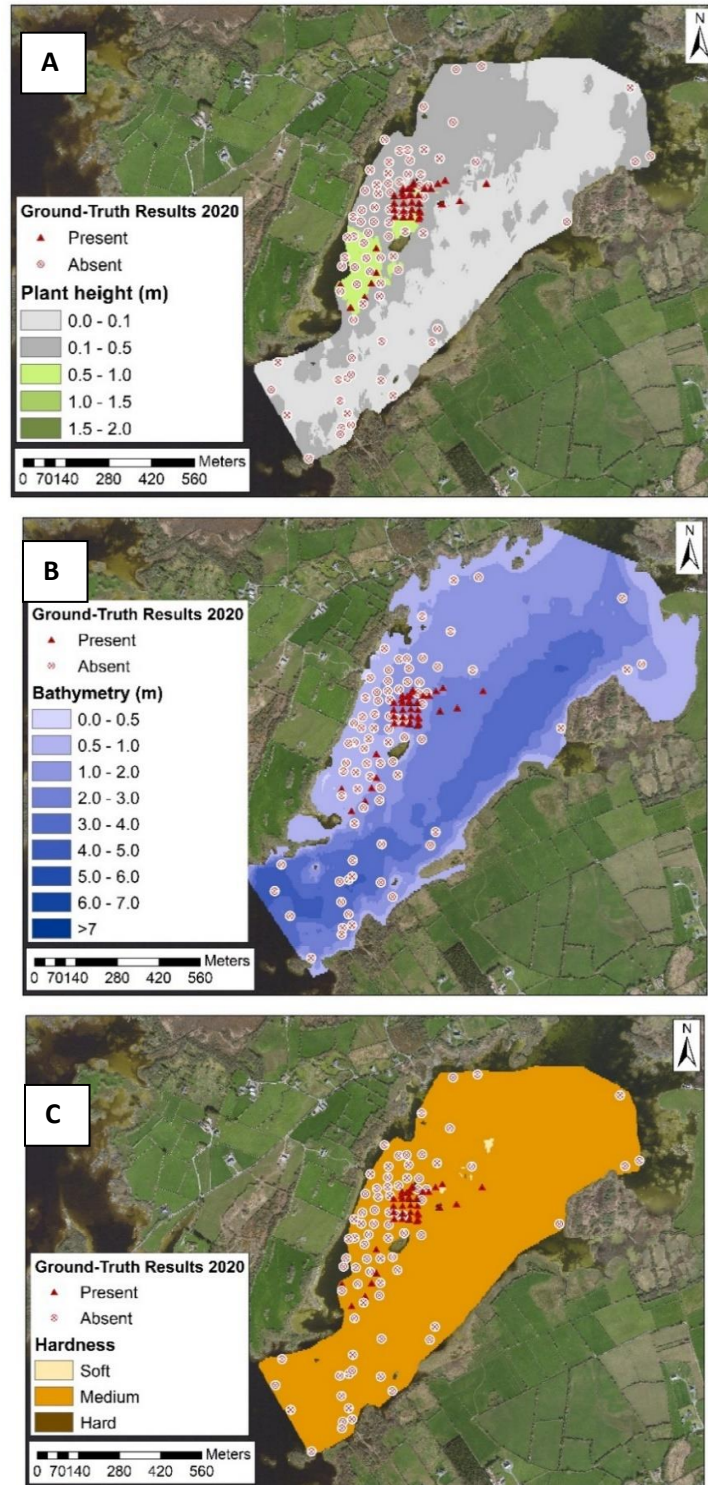 A
N
Ground-Truth Results 2020
Present
Absent
Plant height (m)
0.0 - 0.1
0.1 - 0.5
0.5 - 1.0
1.0 - 1.5
1.5 - 2.0
Meters
0 70140 280 420 560
B
N
Ground-Truth Results 2020
Present
Absent
Bathymetry (m)
0.0 - 0.5
0.5 - 1.0
1.0 - 2.0
2.0 - 3.0
3.0 - 4.0
4.0 - 5.0
5.0 - 6.0
6.0 - 7.0
>7
Meters
0 70140 280 420 560
C
N
Ground-Truth Results 2020
Present
Absent
Hardness
Soft
Medium
Hard
Meters
0 70140 280 420 560